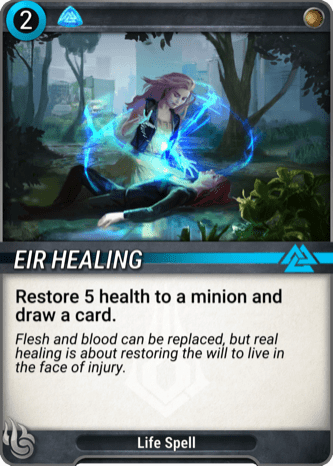 2
EIR HEALING
Restore 5 health to a minion and
draw a card.
Flesh and blood can be replaced, but real
healing is about restoring the will to live in
the face of injury.
Life Spell